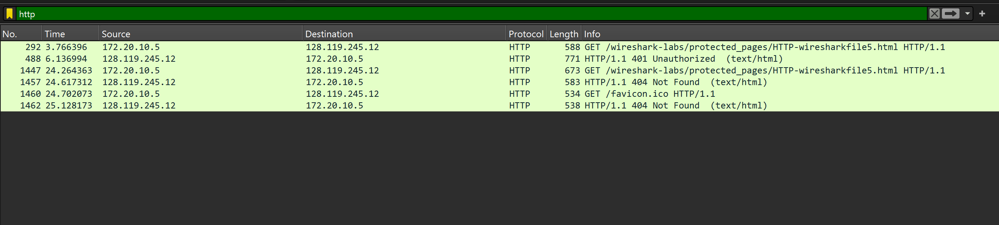 http
No. Time Source Destination Protocol Length Info
292 3.766396 172.20.10.5 128.119.245.12 HTTP 588 GET /wireshark-labs/protected_pages/HTTP-wiresharkfile5.html HTTP/1.1
488 6.136994 128.119.245.12 172.20.10.5 HTTP 771 HTTP/1.1 401 Unauthorized (text/html)
1447 24.264363 172.20.10.5 128.119.245.12 HTTP 673 GET /wireshark-labs/protected_pages/HTTP-wiresharkfile5.html HTTP/1.1
1457 24.617312 128.119.245.12 172.20.10.5 HTTP 583 HTTP/1.1 404 Not Found (text/html)
1460 24.702073 172.20.10.5 128.119.245.12 HTTP 534 GET /favicon.ico HTTP/1.1
1462 25.128173 128.119.245.12 172.20.10.5 HTTP 538 HTTP/1.1 404 Not Found (text/html)